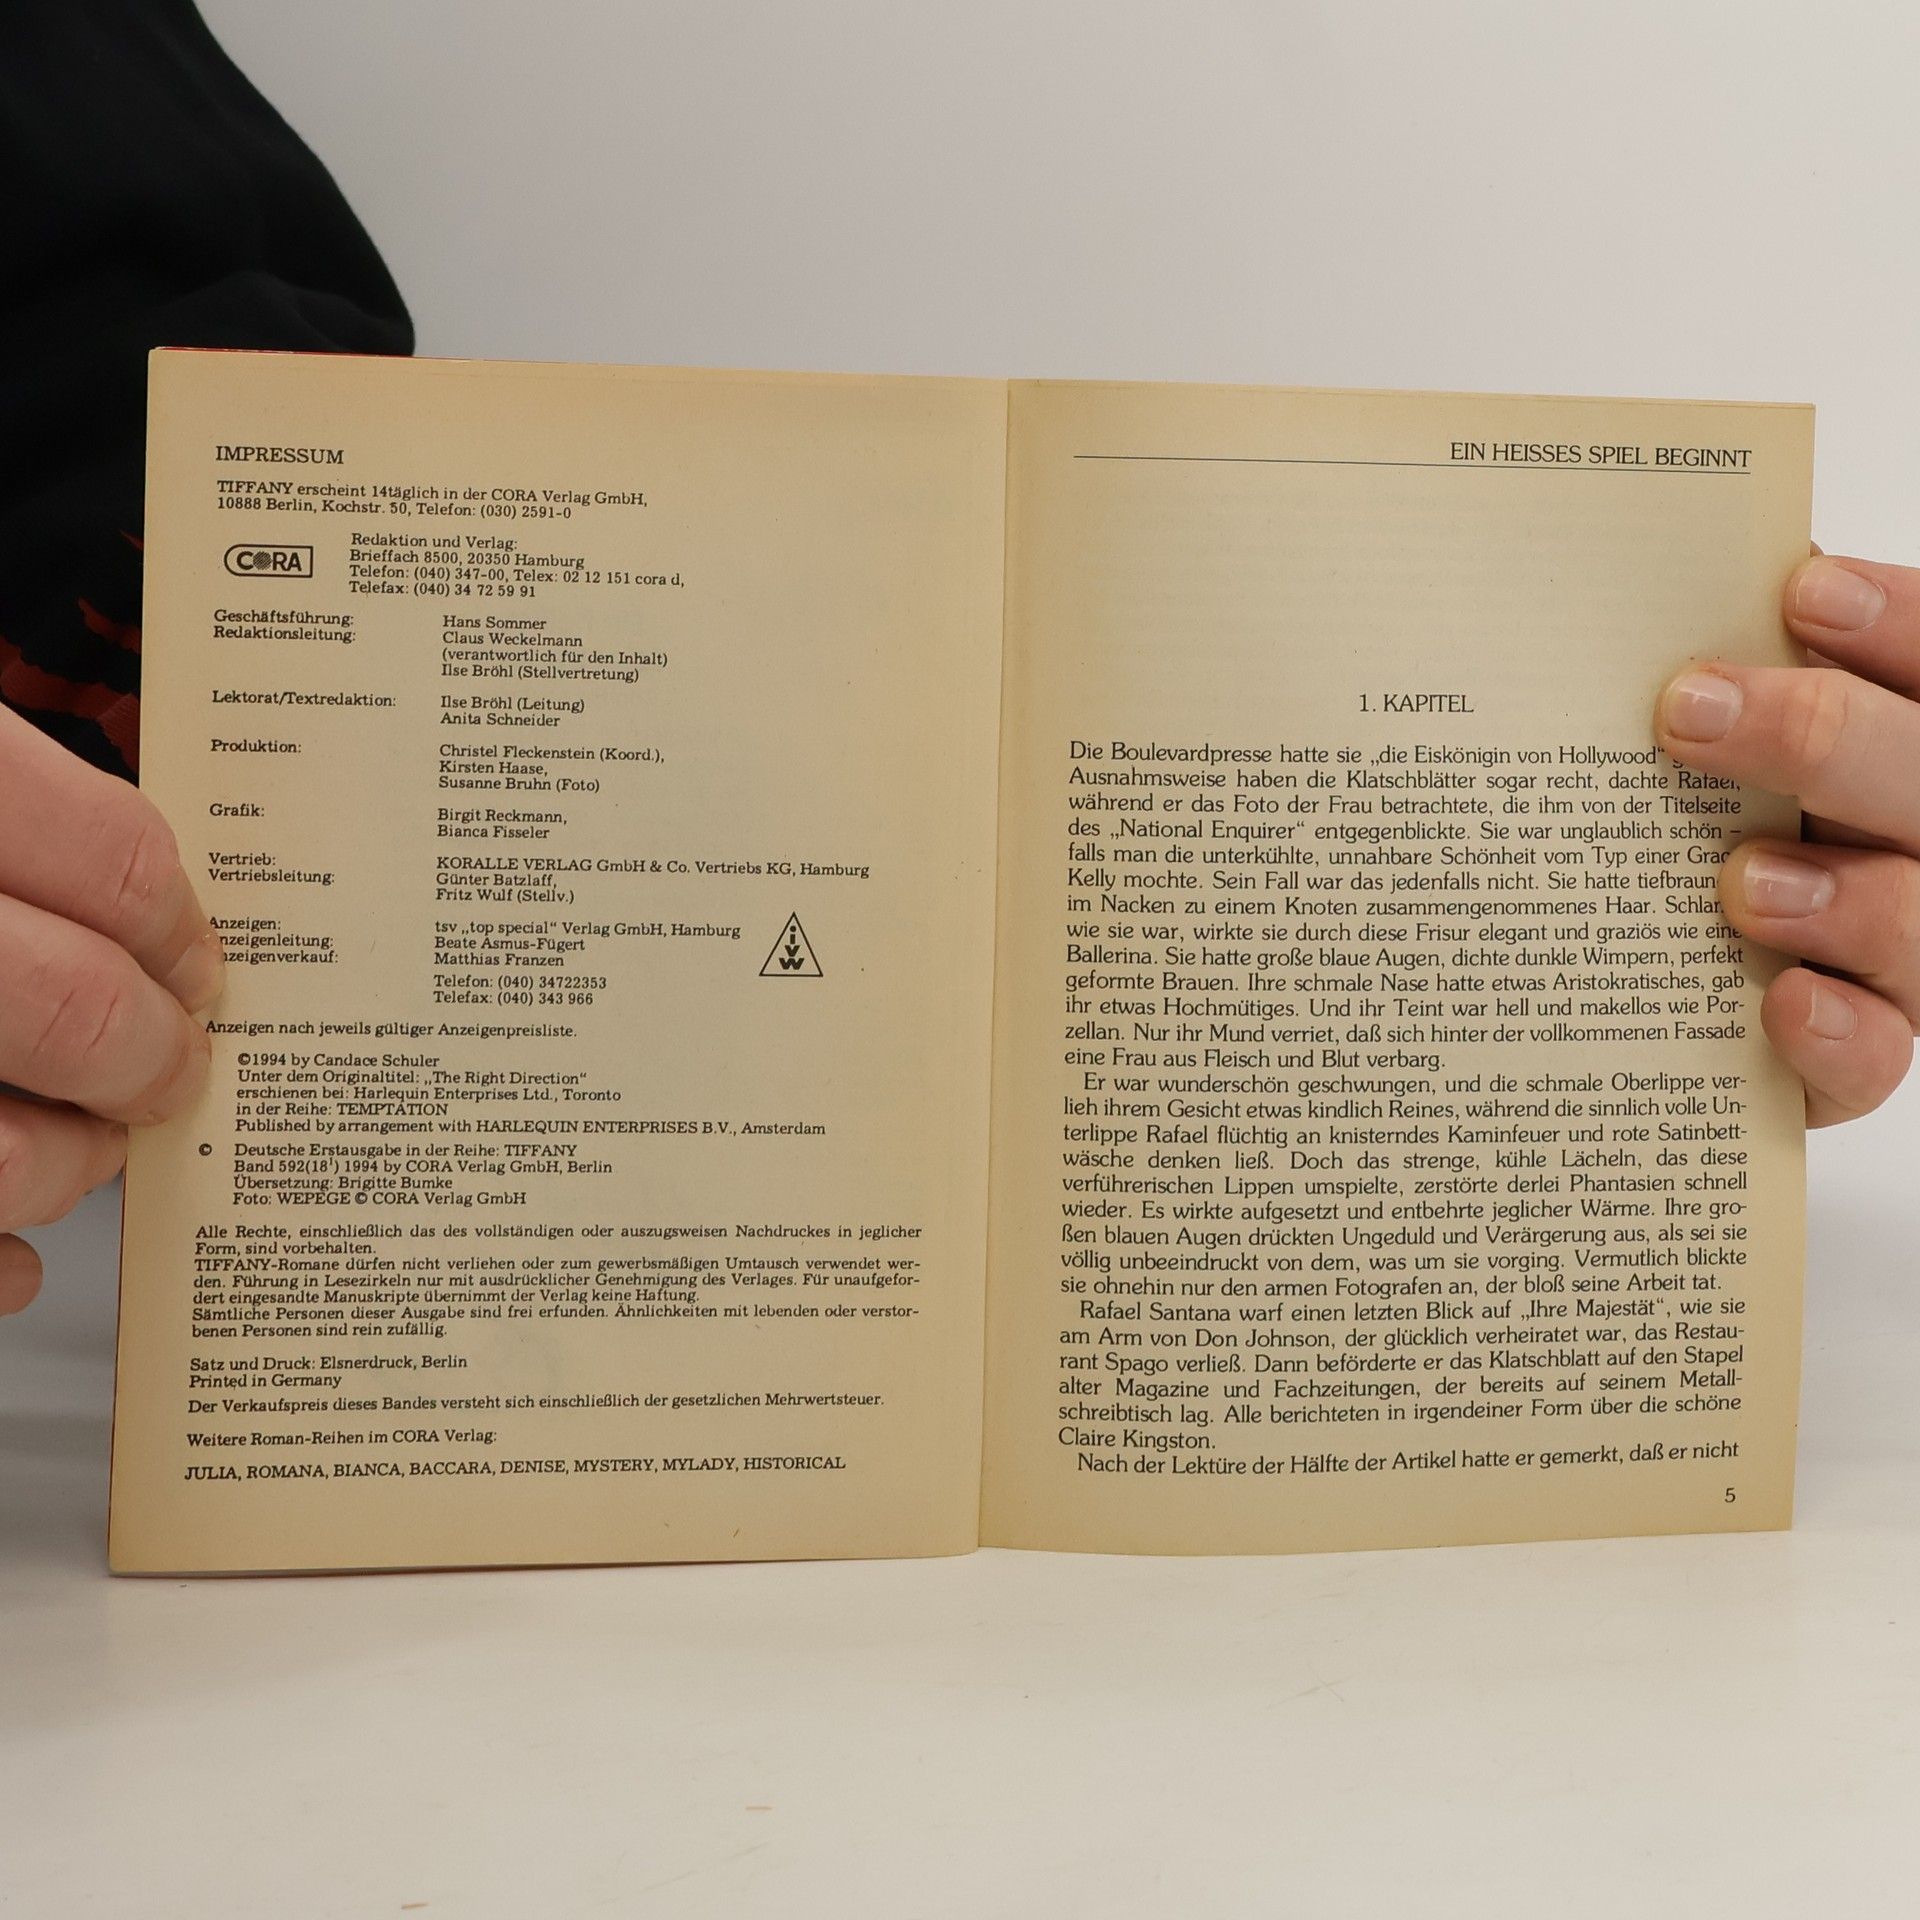 IMPRESSUM
TIFFANY erscheint 14täglich in der CORA Verlag GmbH,
10888 Berlin, Kochstr. 50, Telefon: (030) 2591-0
CORA
Redaktion und Verlag:
Brieffach 8500, 20350 Hamburg
Telefon: (040) 347-00, Telex: 02 12 151 cora d,
Telefax: (040) 34 72 59 91
Geschäftsführung: Hans Sommer
Redaktionsleitung: Claus Weckelmann
(verantwortlich für den Inhalt)
Ilse Bröhl (Stellvertretung)
Lektorat/Textredaktion: Ilse Bröhl (Leitung)
Anita Schneider
Produktion: Christel Fleckenstein (Koord.),
Kirsten Haase,
Susanne Bruhn (Foto)
Grafik: Birgit Reckmann,
Bianca Fisseler
Vertrieb: KORALLE VERLAG GmbH & Co. Vertriebs KG, Hamburg
Vertriebsleitung: Günter Batzlaff,
Fritz Wulf (Stellv.)
Anzeigen: tsv „top special“ Verlag GmbH, Hamburg
nzeigenleitung: Beate Asmus-Fügert
zeigenverkauf: Matthias Franzen
Telefon: (040) 34722353
Telefax: (040) 343 966
iVW
Anzeigen nach jeweils gültiger Anzeigenpreisliste.
©1994 by Candace Schuler
Unter dem Originaltitel: „The Right Direction“
erschienen bei: Harlequin Enterprises Ltd., Toronto
in der Reihe: TEMPTATION
Published by arrangement with HARLEQUIN ENTERPRISES B.V., Amsterdam
© Deutsche Erstausgabe in der Reihe: TIFFANY
Band 592(18¹) 1994 by CORA Verlag GmbH, Berlin
Übersetzung: Brigitte Bumke
Foto: WEPEGE © CORA Verlag GmbH
Alle Rechte, einschließlich das des vollständigen oder auszugsweisen Nachdruckes in jeglicher
Form, sind vorbehalten.
TIFFANY-Romane dürfen nicht verliehen oder zum gewerbsmäßigen Umtausch verwendet wer-
den. Führung in Lesezirkeln nur mit ausdrücklicher Genehmigung des Verlages. Für unaufgefor-
dert eingesandte Manuskripte übernimmt der Verlag keine Haftung.
Sämtliche Personen dieser Ausgabe sind frei erfunden. Ähnlichkeiten mit lebenden oder verstor-
benen Personen sind rein zufällig.
Satz und Druck: Elsnerdruck, Berlin
Printed in Germany
Der Verkaufspreis dieses Bandes versteht sich einschließlich der gesetzlichen Mehrwertsteuer.
Weitere Roman-Reihen im CORA Verlag:
JULIA, ROMANA, BIANCA, BACCARA, DENISE, MYSTERY, MYLADY, HISTORICAL
EIN HEISSES SPIEL BEGINNT
1. KAPITEL
Die Boulevardpresse hatte sie „die Eiskönigin von Hollywood“
Ausnahmsweise haben die Klatschblätter sogar recht, dachte Rafael,
während er das Foto der Frau betrachtete, die ihm von der Titelseite
des „National Enquirer“ entgegenblickte. Sie war unglaublich schön –
falls man die unterkühlte, unnahbare Schönheit vom Typ einer Grac
Kelly mochte. Sein Fall war das jedenfalls nicht. Sie hatte tiefbraun
im Nacken zu einem Knoten zusammengenommenes Haar. Schlan
wie sie war, wirkte sie durch diese Frisur elegant und graziös wie eine
Ballerina. Sie hatte große blaue Augen, dichte dunkle Wimpern, perfekt
geformte Brauen. Ihre schmale Nase hatte etwas Aristokratisches, gab
ihr etwas Hochmütiges. Und ihr Teint war hell und makellos wie Por-
zellan. Nur ihr Mund verriet, daß sich hinter der vollkommenen Fassade
eine Frau aus Fleisch und Blut verbarg.
Er war wunderschön geschwungen, und die schmale Oberlippe ver-
lieh ihrem Gesicht etwas kindlich Reines, während die sinnlich volle Un-
terlippe Rafael flüchtig an knisterndes Kaminfeuer und rote Satinbett-
wäsche denken ließ. Doch das strenge, kühle Lächeln, das diese
verführerischen Lippen umspielte, zerstörte derlei Phantasien schnell
wieder. Es wirkte aufgesetzt und entbehrte jeglicher Wärme. Ihre gro-
ßen blauen Augen drückten Ungeduld und Verärgerung aus, als sei sie
völlig unbeeindruckt von dem, was um sie vorging. Vermutlich blickte
sie ohnehin nur den armen Fotografen an, der bloß seine Arbeit tat.
Rafael Santana warf einen letzten Blick auf „Ihre Majestät“, wie sie
am Arm von Don Johnson, der glücklich verheiratet war, das Restau-
rant Spago verließ. Dann beförderte er das Klatschblatt auf den Stapel
alter Magazine und Fachzeitungen, der bereits auf seinem Metall-
schreibtisch lag. Alle berichteten in irgendeiner Form über die schöne
Claire Kingston.
Nach der Lektüre der Hälfte der Artikel hatte er gemerkt, daß er nicht
5